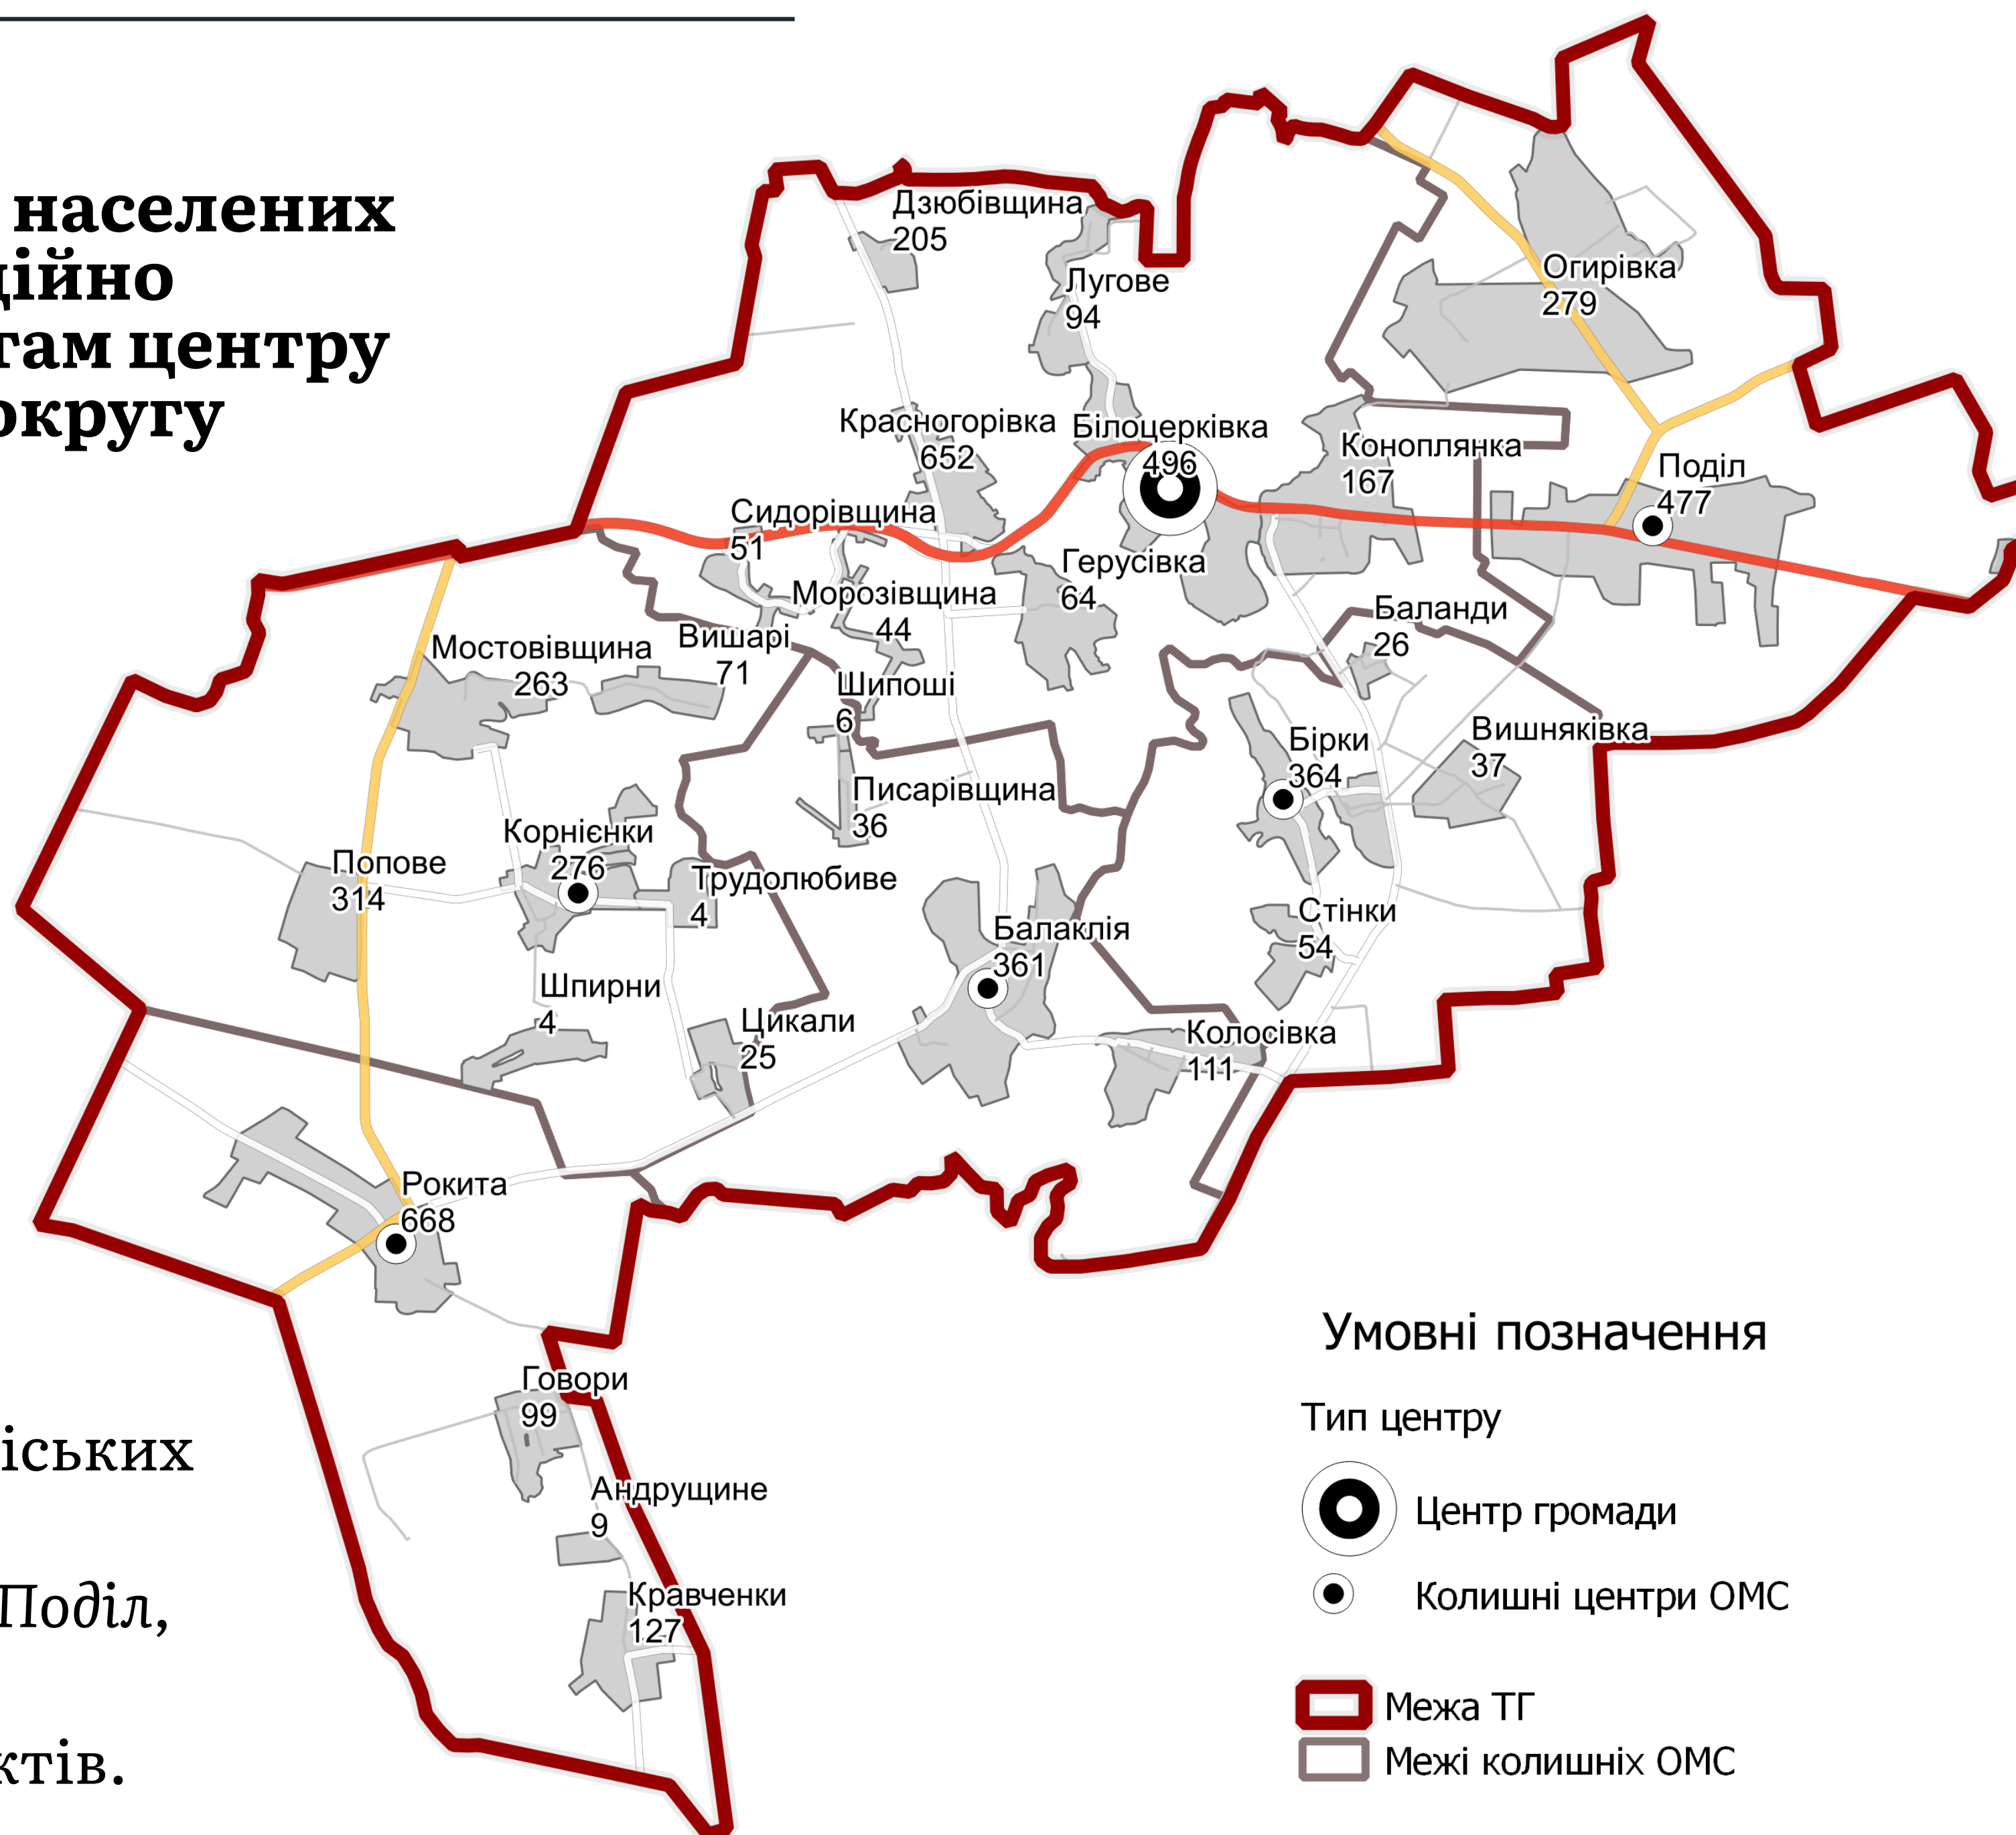 населених
дійно
там центру
округу
Дзюбівщина
205
Лугове
94
Огирівка
279
Красногорівка
652
Білоцерківка
496
Коноплянка
167
Поділ
477
Сидорівщина
51
Герусівка
64
Морозівщина
44
Баланди
26
Вишарі
71
Мостовівщина
263
Шипоші
6
Бірки
364
Вишняківка
37
Писарівщина
36
Корнієнки
276
Попове
314
Трудолюбиве
4
Балаклія
361
Стінки
54
Шпирни
4
Цикали
25
Колосівка
111
Рокита
668
Говори
99
Андрущине
9
Кравченки
127
іських
Поділ,
ктів.
Умовні позначення
Тип центру
Центр громади
Колишні центри ОМС
Межа ТГ
Межі колишніх ОМС